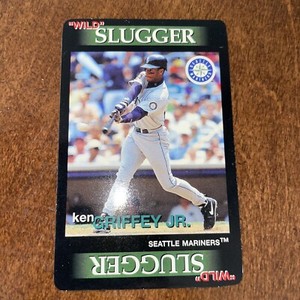 "WILD"
SLUGGER
ken
GRIFFEY JR.
SEATTLE MARINERS™
SLUGGER
"WILD"